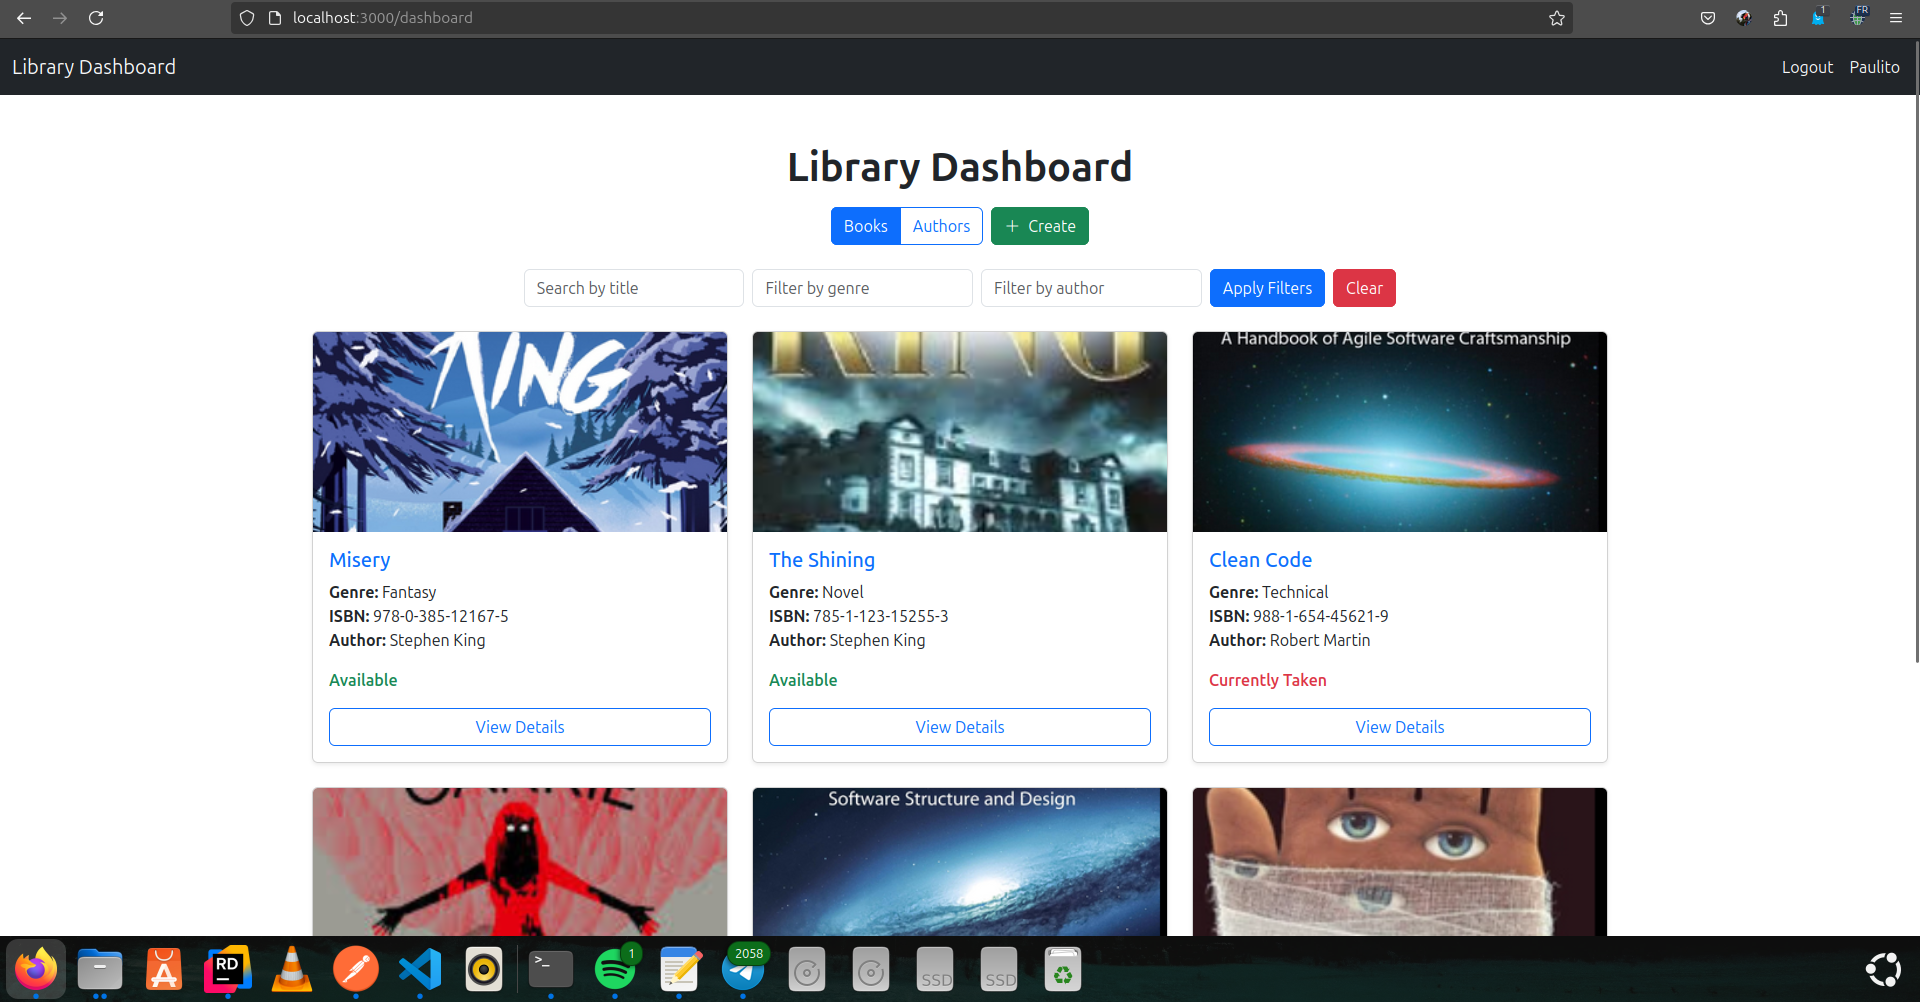 localhost:3000/dashboard
1
FR
Library Dashboard
Logout Paulito
Library Dashboard
Books Authors + Create
Search by title Filter by genre Filter by author Apply Filters Clear
KING
KING
A Handbook of Agile Software Craftsmanship
Misery
Genre: Fantasy
ISBN: 978-0-385-12167-5
Author: Stephen King
Available
View Details
The Shining
Genre: Novel
ISBN: 785-1-123-15255-3
Author: Stephen King
Available
View Details
Clean Code
Genre: Technical
ISBN: 988-1-654-45621-9
Author: Robert Martin
Currently Taken
View Details
CARRIE
Software Structure and Design
RD
>_
1
2058
SSD
SSD